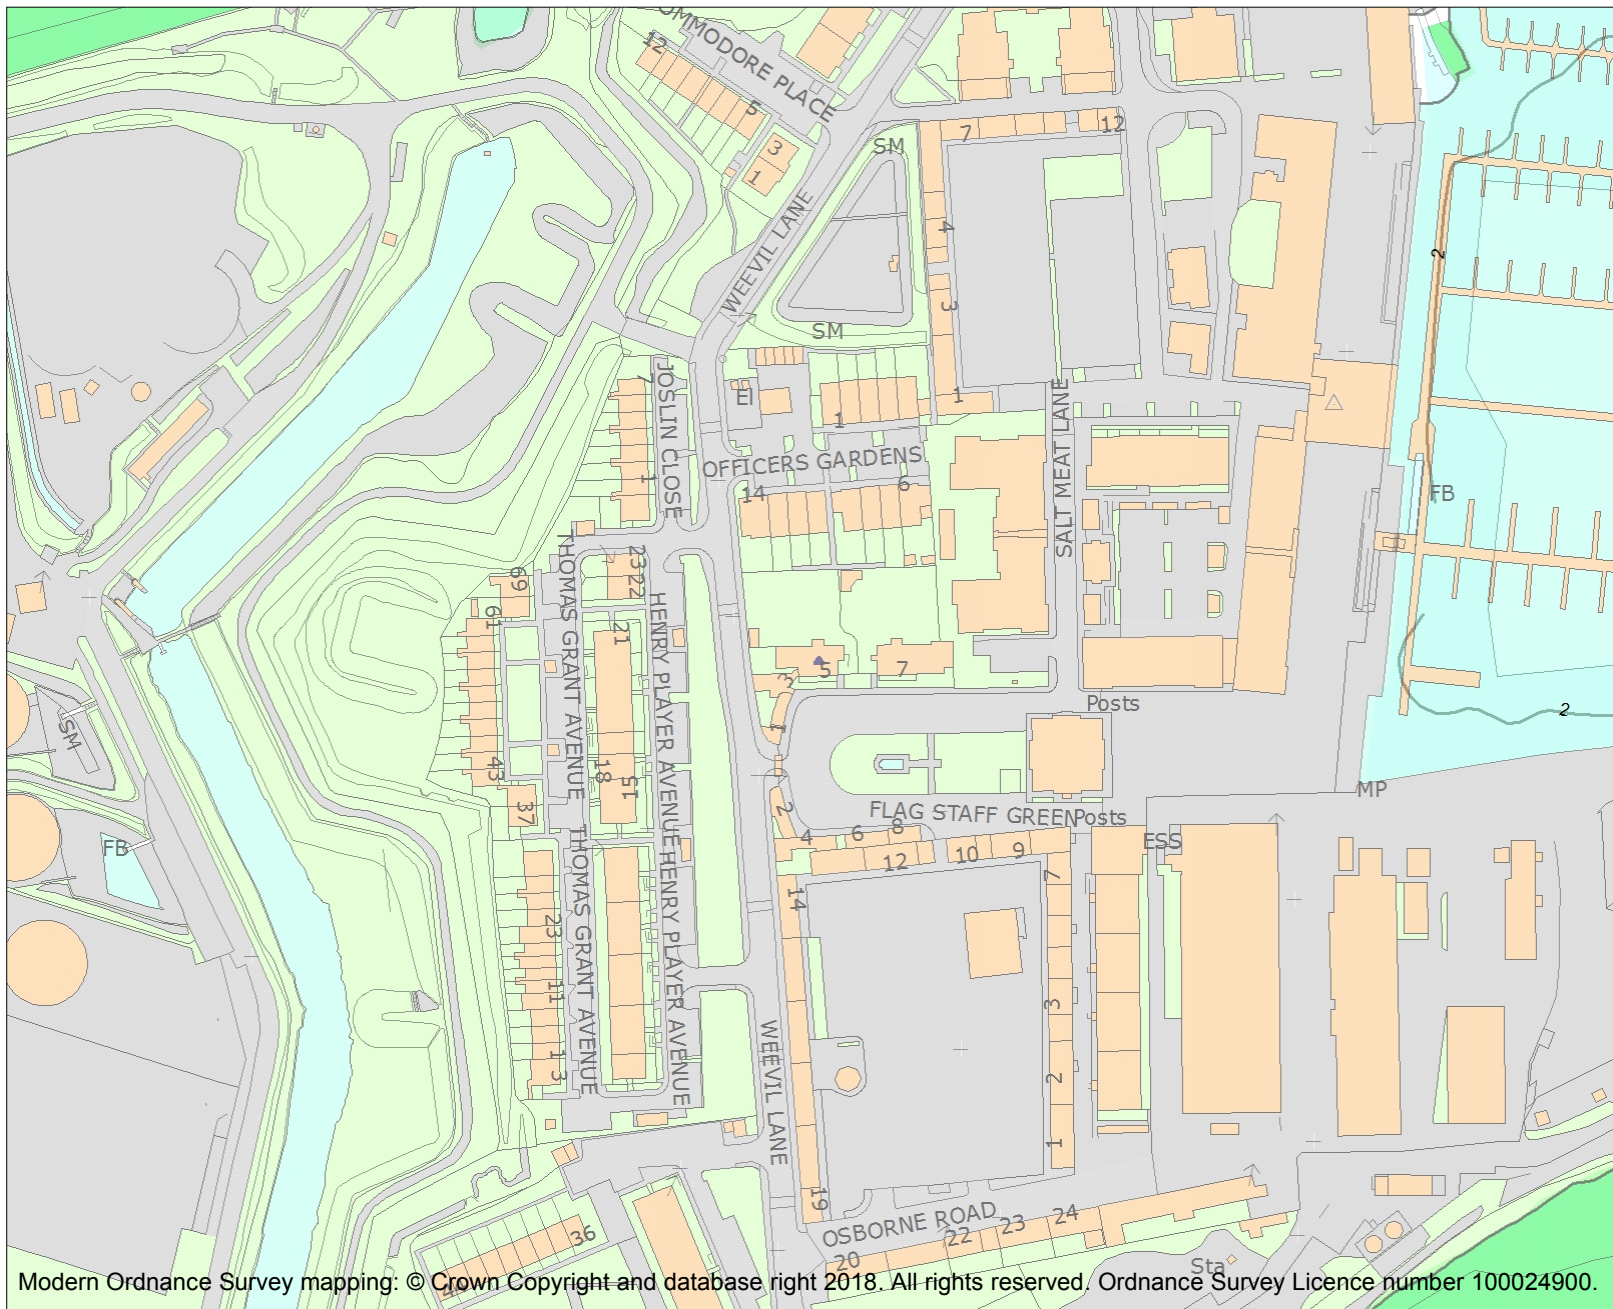 OMMODORE PLACE
12
5
3
1
SM
7
12
WEEVIL LANE
4
3
2
SM
7
JOSLIN CLOSE
El
1
1
SALT MEAT LANE
OFFICERS GARDENS
14
6
1
FB
THOMAS GRANT AVENUE
2322
69
61
HENRY PLAYER AVENUE
21
5
7
3
1
Posts
2
SM
43
18
15
37
2
FLAG STAFF GREEN
Posts
MP
4
6
8
ESS
FB
12
10
9
7
THOMAS GRANT AVENUE
HENRY PLAYER AVENUE
14
23
11
3
WEEVIL LANE
1
3
2
1
19
OSBORNE ROAD
20
22
23
24
36
Sta
Modern Ordnance Survey mapping: © Crown Copyright and database right 2018. All rights reserved. Ordnance Survey Licence number 100024900.